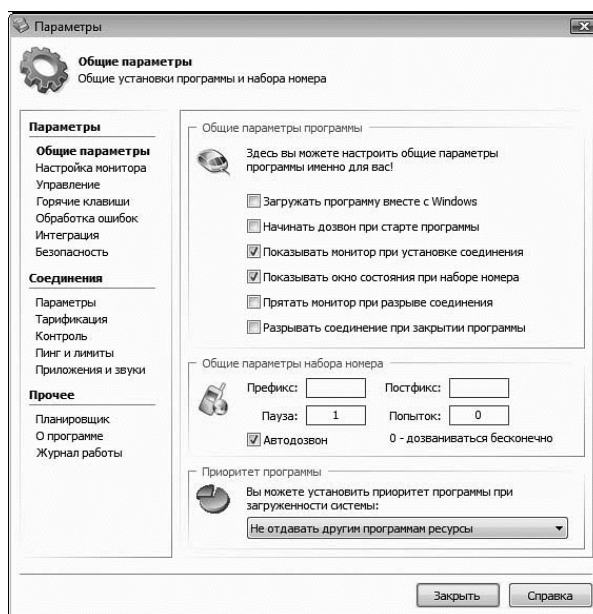 Параметры
Общие параметры
Общие установки программы и набора номера
Параметры
Общие параметры
Настройка монитора
Управление
Горячие клавиши
Обработка ошибок
Интеграция
Безопасность
Соединения
Параметры
Тарификация
Контроль
Пинг и лимиты
Приложения и звуки
Прочее
Планировщик
О программе
Журнал работы
Общие параметры программы
Здесь вы можете настроить общие параметры
программы именно для вас!
Загружать программу вместе с Windows
Начинать дозвон при старте программы
Показывать монитор при установке соединения
Показывать окно состояния при наборе номера
Прятать монитор при разрыве соединения
Разрывать соединение при закрытии программы
Общие параметры набора номера
Префикс: Постфикс:
Пауза: 1 Попыток: 0
Автодозвон 0 - дозваниваться бесконечно
Приоритет программы
Вы можете установить приоритет программы при
загруженности системы:
Не отдавать другим программам ресурсы
Закрыть Справка